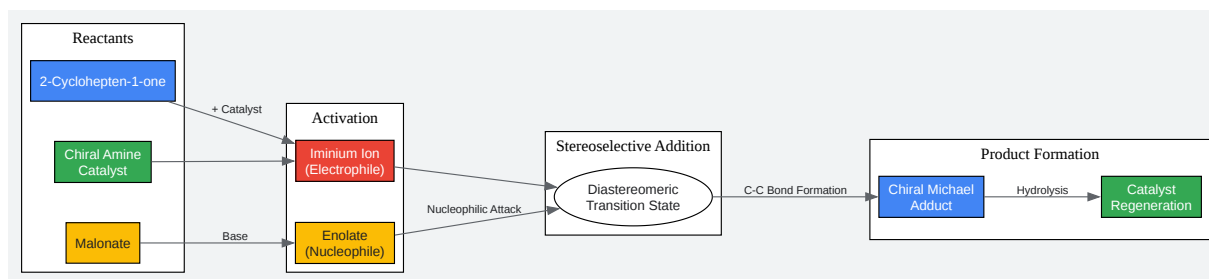 Reactants
2-Cyclohepten-1-one
+ Catalyst
Chiral Amine
Catalyst
Malonate
Base
Activation
Iminium Ion
(Electrophile)
Enolate
(Nucleophile)
Nucleophilic Attack
Stereoselective Addition
Diastereomeric
Transition State
C-C Bond Formation
Product Formation
Chiral Michael
Adduct
Hydrolysis
Catalyst
Regeneration